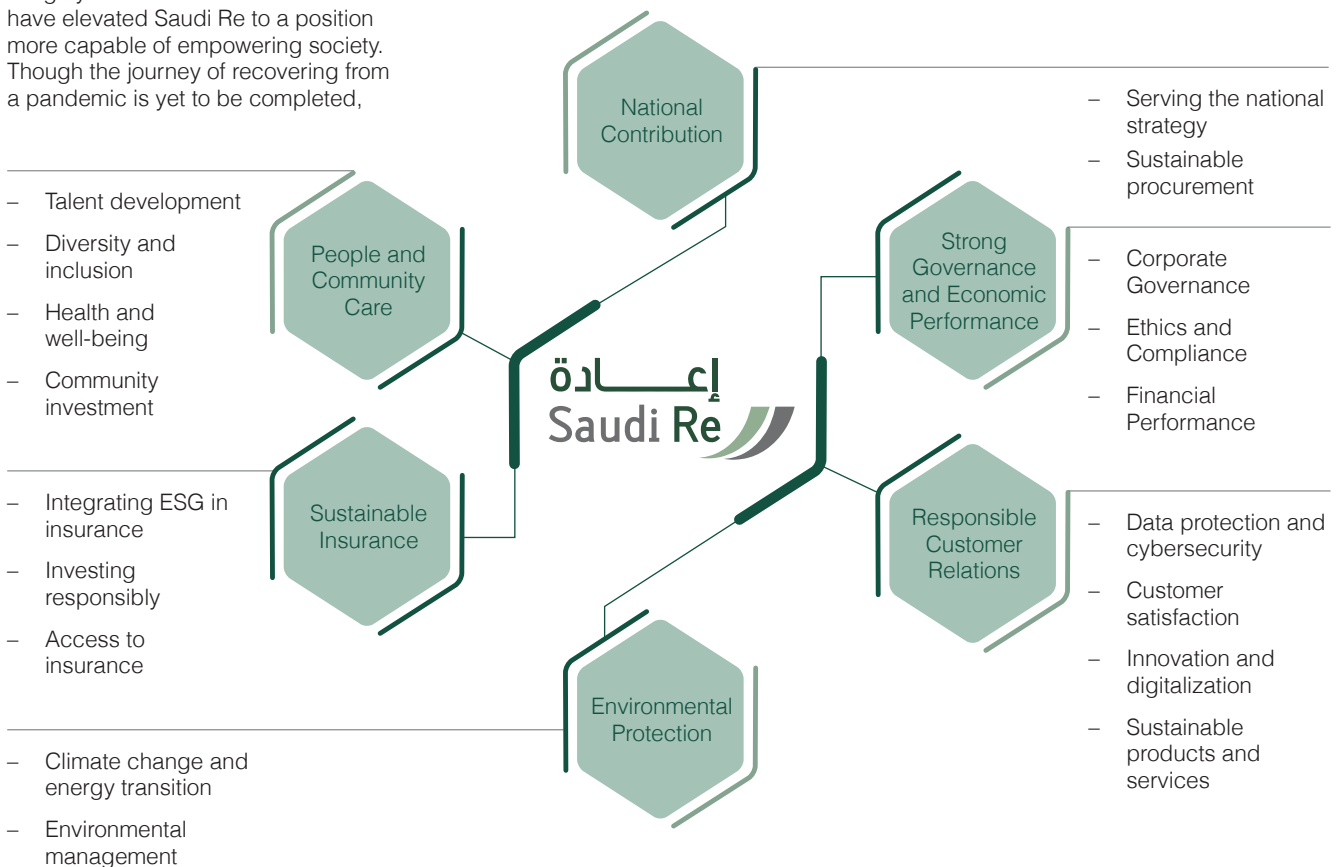 have elevated Saudi Re to a position
more capable of empowering society.
Though the journey of recovering from
a pandemic is yet to be completed,
National
Contribution
– Serving the national
strategy
– Sustainable
procurement
People and
Community
Care
– Talent development
– Diversity and
inclusion
– Health and
well-being
– Community
investment
Strong
Governance
and Economic
Performance
– Corporate
Governance
– Ethics and
Compliance
– Financial
Performance
إعـــــادة
Saudi Re
Sustainable
Insurance
– Integrating ESG in
insurance
– Investing
responsibly
– Access to
insurance
Responsible
Customer
Relations
– Data protection and
cybersecurity
– Customer
satisfaction
– Innovation and
digitalization
– Sustainable
products and
services
Environmental
Protection
– Climate change and
energy transition
– Environmental
management